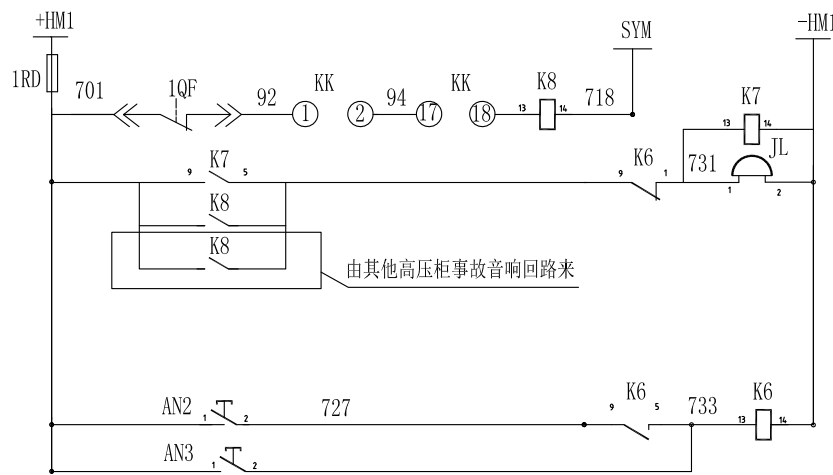 +HM1 SYM -HM1
1RD 701 1QF 92 KK 94 KK K8 718 K7
1 2 17 18 13 14 13 14
K7 K6 731 JL
9 5 9 1 1 2
K8
K8
由其他高压柜事故音响回路来
AN2 727 K6 733 K6
1 2 9 5 13 14
AN3
1 2